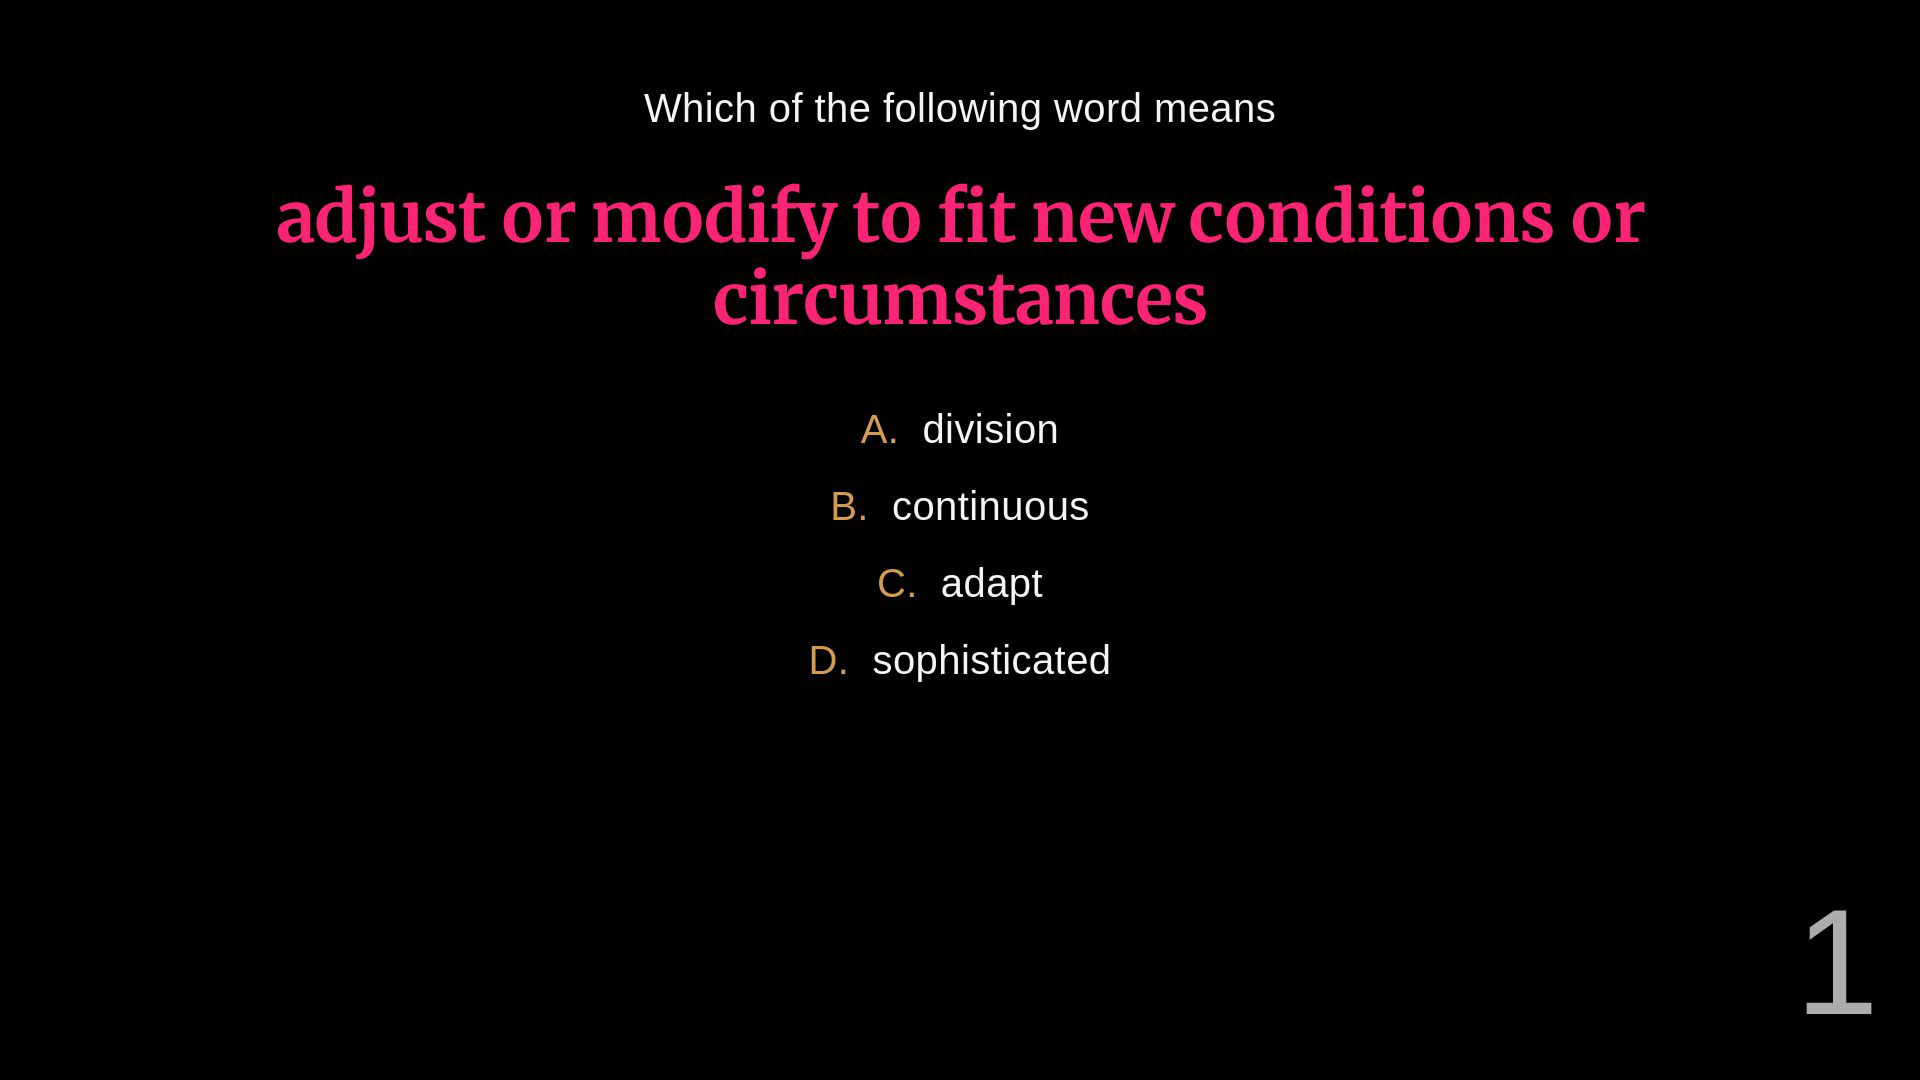 Which of the following word means
adjust or modify to fit new conditions or
circumstances
A. division
B. continuous
C. adapt
D. sophisticated
1